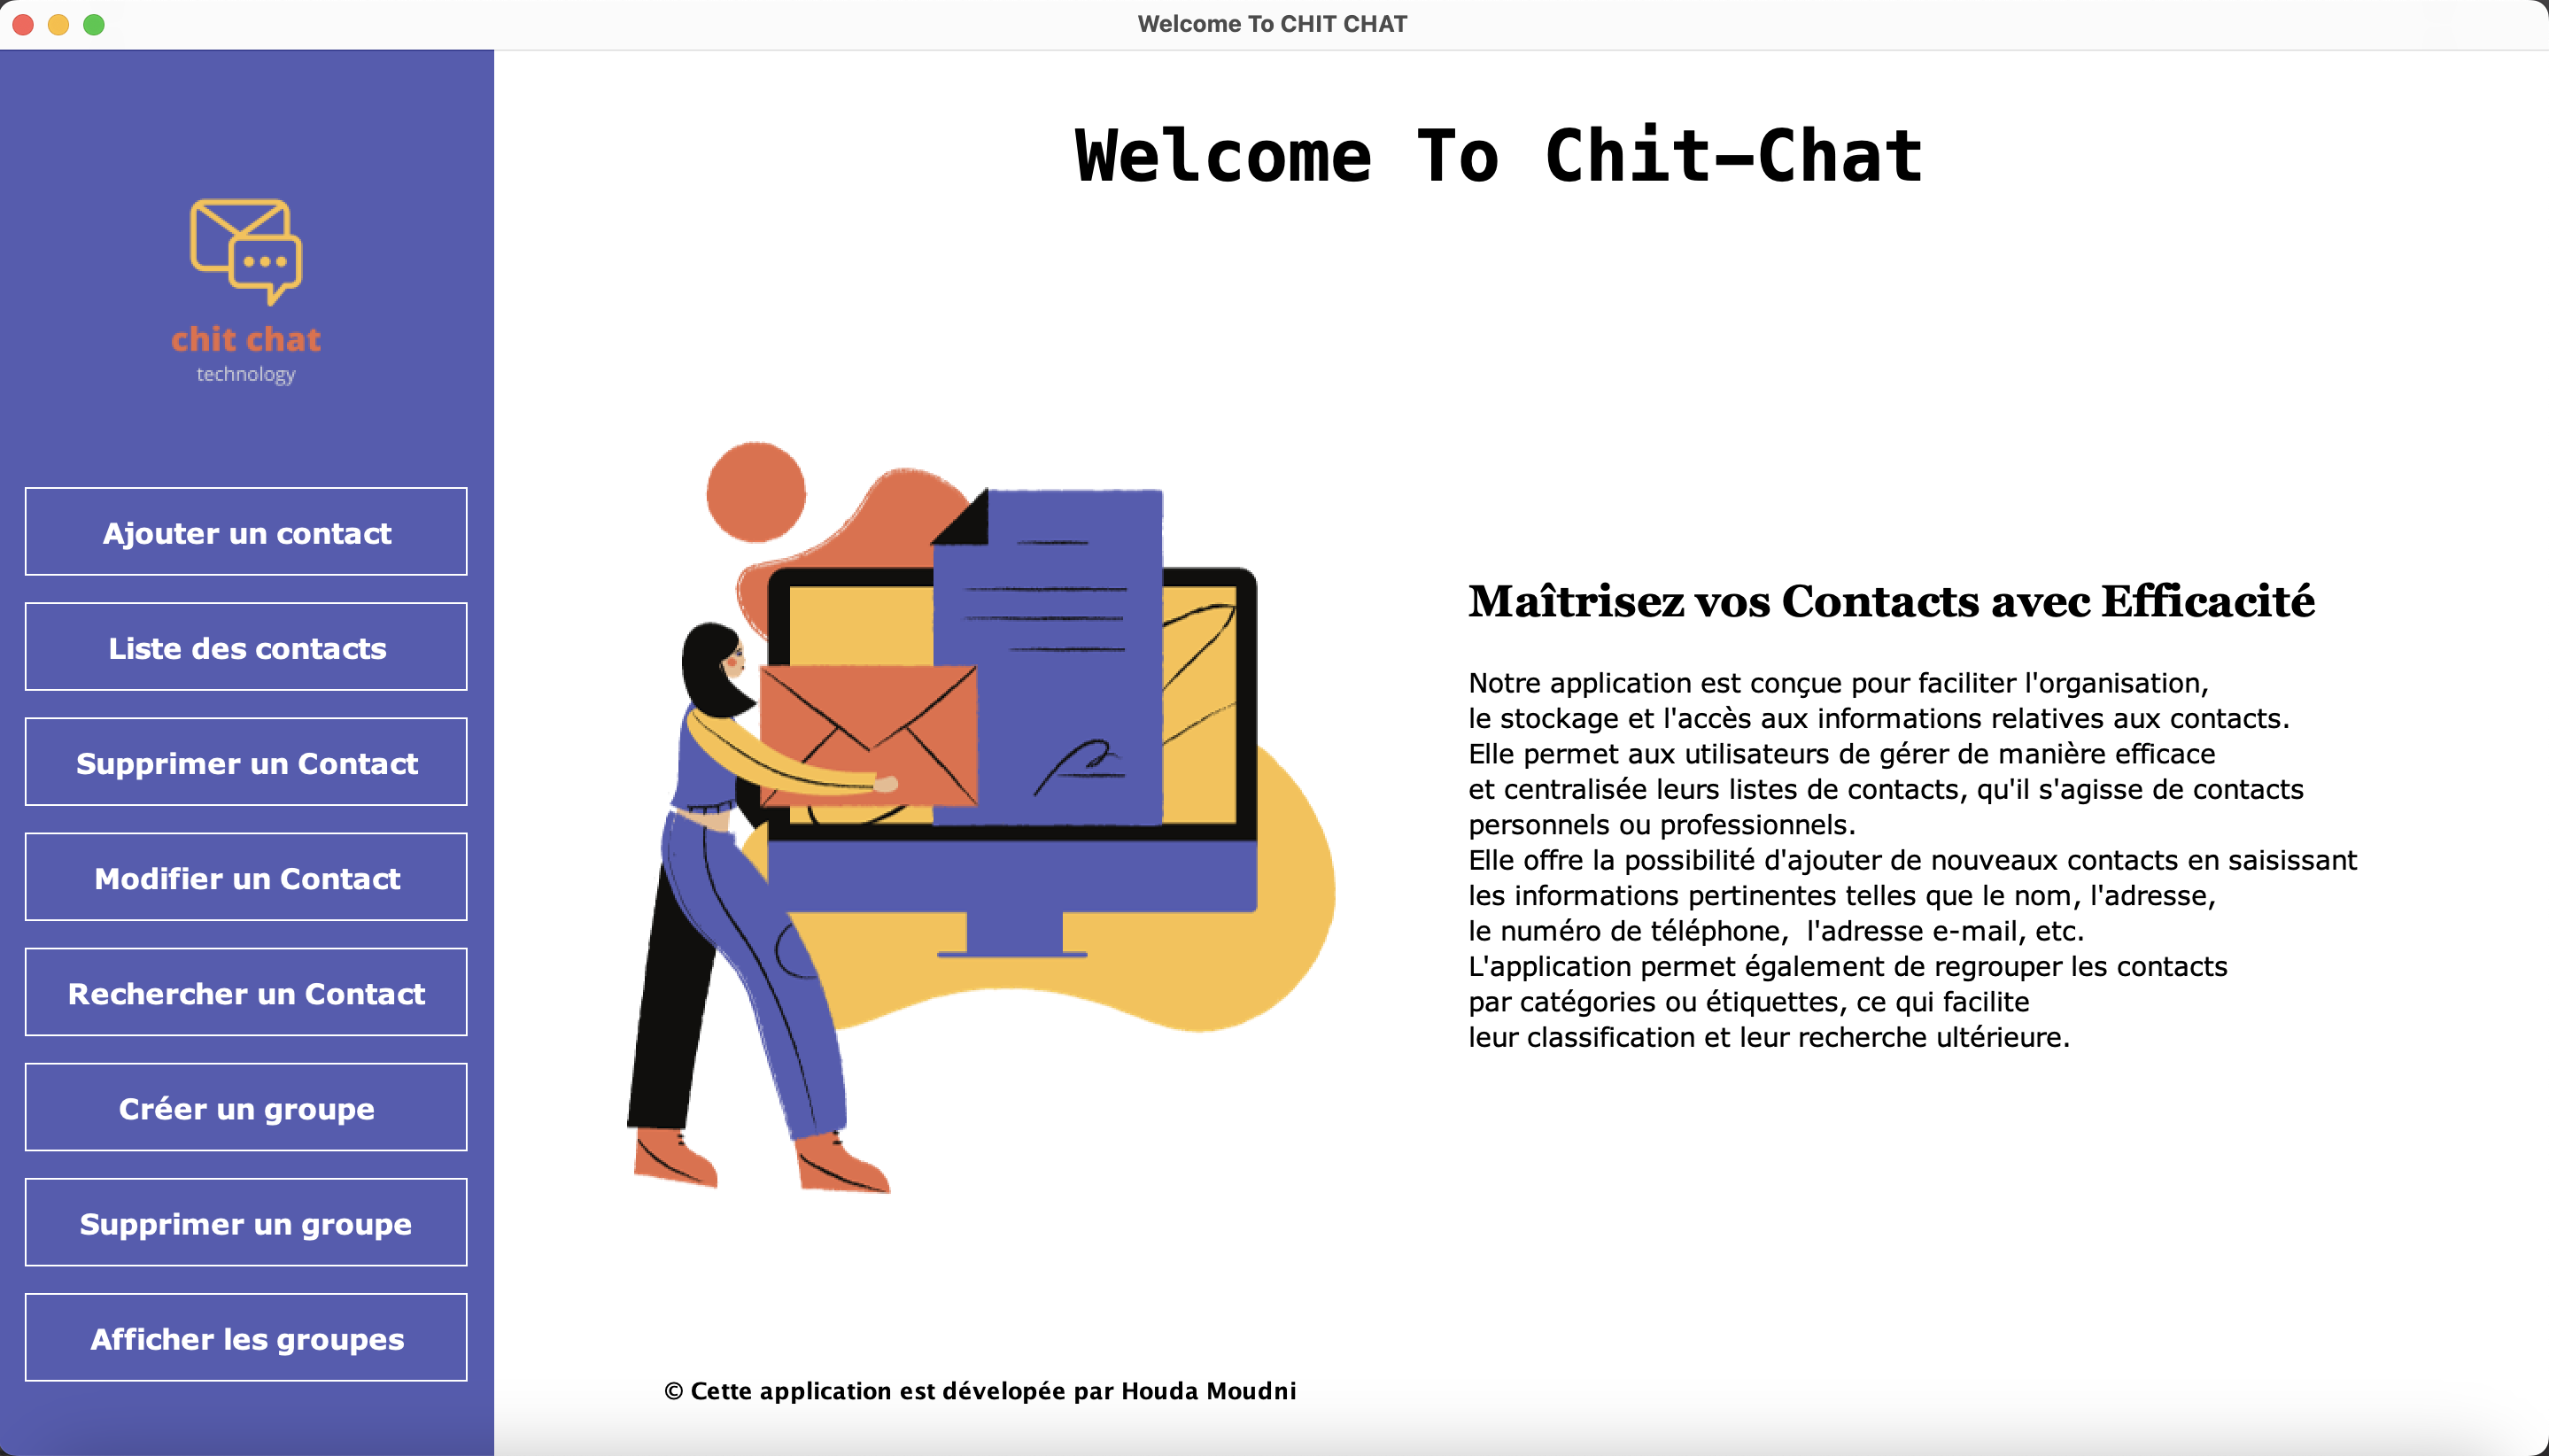 Welcome To CHIT CHAT
chit chat
technology
Ajouter un contact
Liste des contacts
Supprimer un Contact
Modifier un Contact
Rechercher un Contact
Créer un groupe
Supprimer un groupe
Afficher les groupes
Welcome To Chit-Chat
Maîtrisez vos Contacts avec Efficacité
Notre application est conçue pour faciliter l'organisation,
le stockage et l'accès aux informations relatives aux contacts.
Elle permet aux utilisateurs de gérer de manière efficace
et centralisée leurs listes de contacts, qu'il s'agisse de contacts
personnels ou professionnels.
Elle offre la possibilité d'ajouter de nouveaux contacts en saisissant
les informations pertinentes telles que le nom, l'adresse,
le numéro de téléphone,  l'adresse e-mail, etc.
L'application permet également de regrouper les contacts
par catégories ou étiquettes, ce qui facilite
leur classification et leur recherche ultérieure.
© Cette application est dévelopée par Houda Moudni